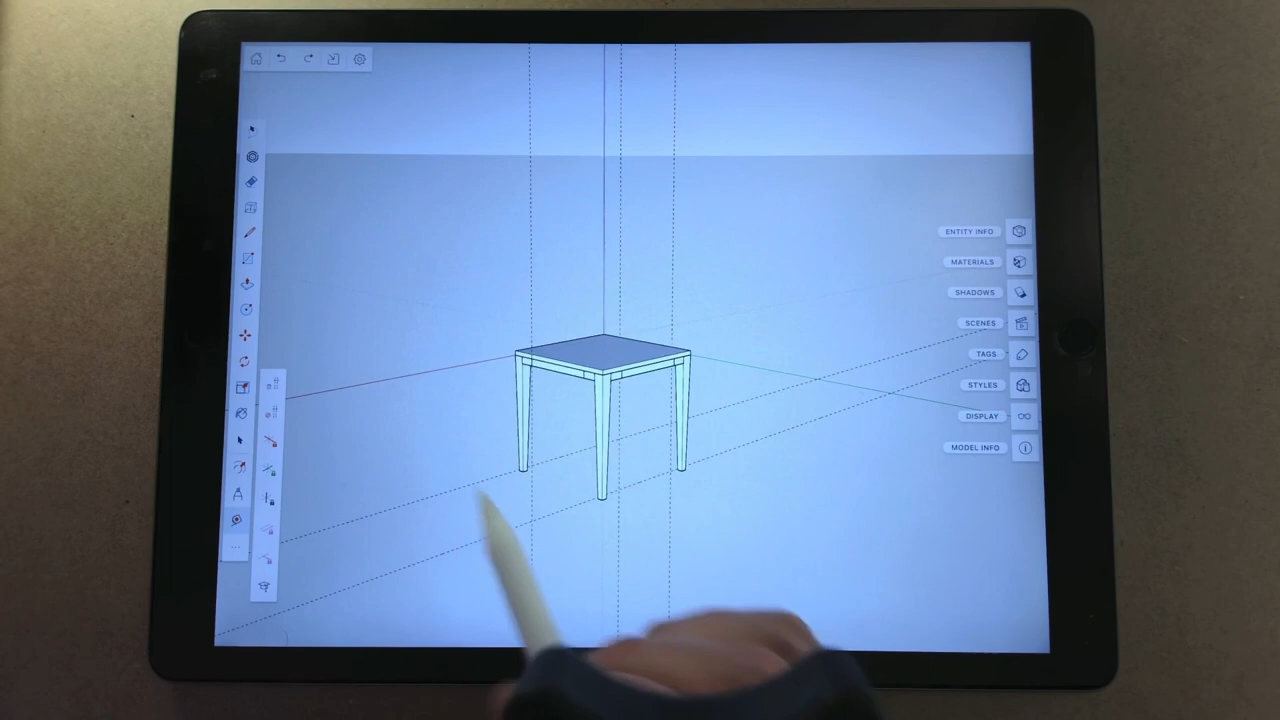 ENTITY INFO
MATERIALS
SHADOWS
SCENES
TAGS
STYLES
DISPLAY
MODEL INFO